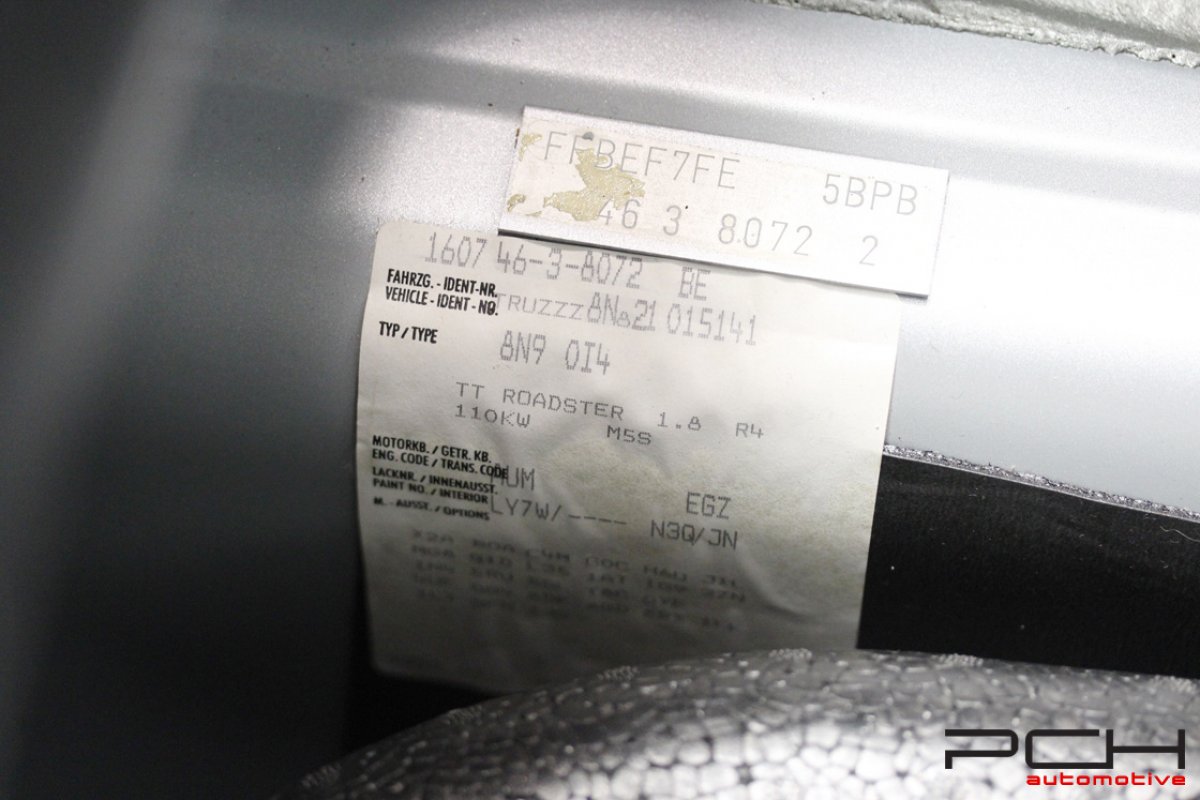 FFBEF7FE 5BPB
46 3 8072 2
1607 46-3-8072 BE
FAHRZG. - IDENT-NR.
VEHICLE - IDENT - NO. TRUZZZ8N821015141
TYP / TYPE 8N9 0I4
TT ROADSTER 1.8 R4
110KW M5S
MOTORKB. / GETR. KB.
ENG. CODE / TRANS. CODE AUM EGZ
LACKNR. / INNENAUSST.
PAINT NO. / INTERIOR LY7W/---- N3Q/JN
M. - AUSST. / OPTIONS
PCH
automotive